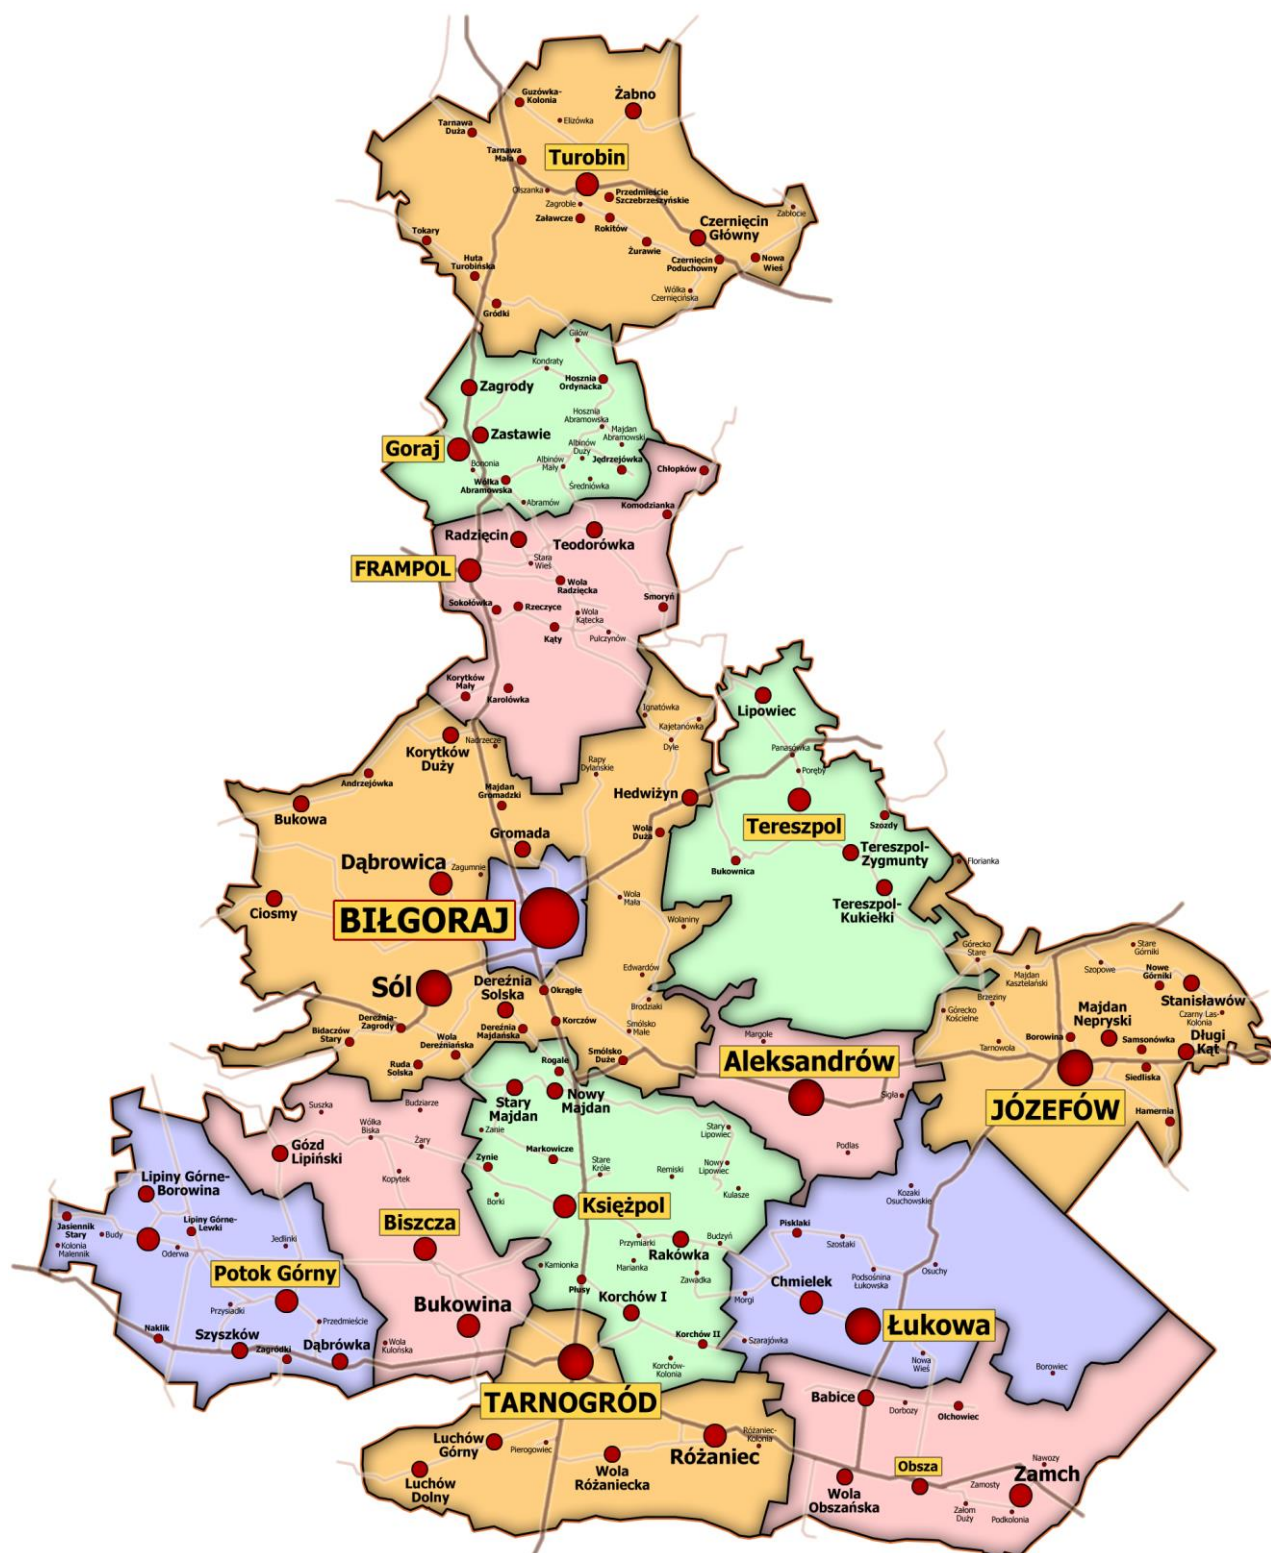 Guzówka-
Kolonia
Żabno
Elizówka
Tarnawa
Duża
Tarnawa
Mała
Turobin
Olszanka
Przedmieście
Szczebrzeszyńskie
Zagroble
Załawcze
Rokitów
Zabłocie
Czernięcin
Główny
Tokary
Żurawie
Huta
Turobińska
Czernięcin
Poduchowny
Nowa
Wieś
Wólka
Czernięcińska
Gródki
Giłów
Kondraty
Zagrody
Hosznia
Ordynacka
Hosznia
Abramowska
Zastawie
Majdan
Abramowski
Goraj
Albinów
Duży
Bononia
Albinów
Mały
Jędrzejówka
Chłopków
Wólka
Abramowska
Średniówka
Abramów
Komodzianka
Radzięcin
Teodorówka
Stara
Wieś
FRAMPOL
Wola
Radzięcka
Sokołówka
Rzeczyce
Smoryń
Wola
Kątecka
Kąty
Pulczynów
Korytków
Mały
Karolówka
Lipowiec
Ignatówka
Kajetanówka
Nadrzecze
Dyle
Korytków
Duży
Panasówka
Rapy
Dylańskie
Poręby
Andrzejówka
Majdan
Gromadzki
Hedwiżyn
Bukowa
Tereszpol
Szozdy
Wola
Duża
Gromada
Tereszpol-
Zygmunty
Dąbrowica
Zagumnie
Bukownica
Florianka
Tereszpol-
Kukiełki
Ciosmy
Wola
Mała
BIŁGORAJ
Wolaniny
Górecko
Stare
Stare
Górniki
Szopowe
Nowe
Górniki
Majdan
Kasztelański
Edwardów
Sól
Dereźnia
Solska
Okrągłe
Stanisławów
Brodziaki
Brzeziny
Górecko
Kościelne
Czarny Las-
Kolonia
Dereźnia-
Zagrody
Korczów
Majdan
Nepryski
Bidaczów
Stary
Dereźnia
Majdańska
Smólsko
Małe
Margole
Tarnowola
Borowina
Samsonówka
Długi
Kąt
Wola
Dereźniańska
Ruda
Solska
Rogale
Smólsko
Duże
Aleksandrów
Siedliska
Stary
Majdan
Nowy
Majdan
Sigła
JÓZEFÓW
Hamernia
Suszka
Budziarze
Wólka
Biska
Żary
Zanie
Stary
Lipowiec
Gózd
Lipiński
Markowicze
Podlas
Zynie
Stare
Króle
Remiski
Nowy
Lipowiec
Lipiny Górne-
Borowina
Kopytek
Borki
Kulasze
Kozaki
Osuchowskie
Księżpol
Jasiennik
Stary
Lipiny Górne-
Lewki
Biszcza
Pisklaki
Budy
Kolonia
Malennik
Oderwa
Jedlinki
Przymiarki
Rakówka
Budzyń
Szostaki
Kamionka
Marianka
Zawadka
Podsośnina
Łukowska
Osuchy
Potok Górny
Płusy
Chmielek
Morgi
Przysiadki
Bukowina
Korchów I
Łukowa
Przedmieście
Naklik
Szyszków
Zagródki
Dąbrówka
Wola
Kulońska
Korchów II
Szarajówka
Nowa
Wieś
Korchów-
Kolonia
Borowiec
TARNOGRÓD
Babice
Dorbozy
Olchowiec
Luchów
Górny
Pierogowiec
Różaniec
Różaniec-
Kolonia
Luchów
Dolny
Wola
Różaniecka
Wola
Obszańska
Obsza
Nawozy
Zamch
Zamosty
Załom
Duży
Podkolonia